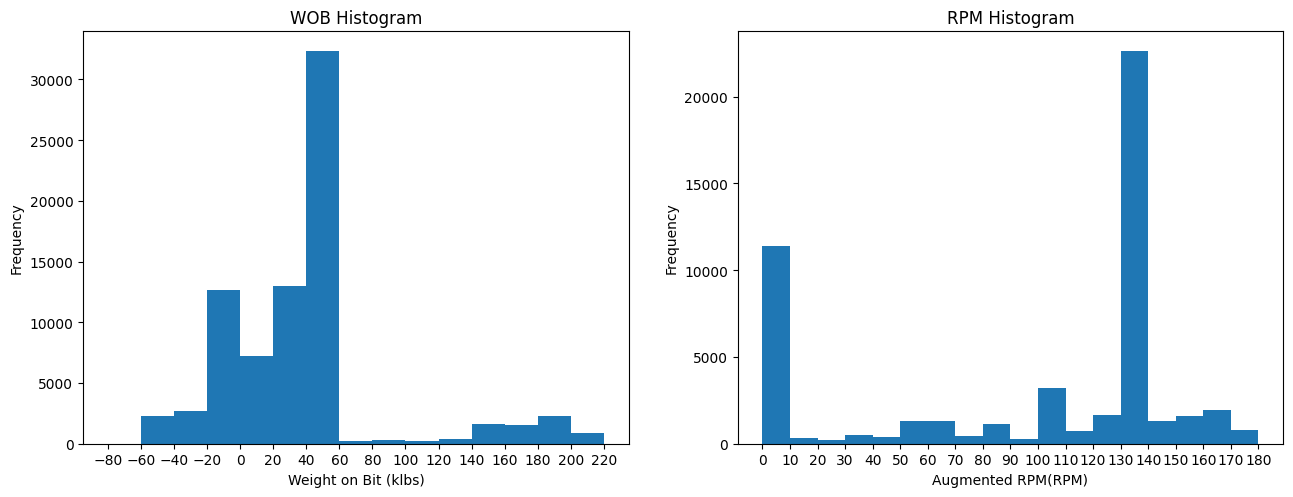 WOB Histogram
30000
25000
20000
15000
10000
5000
0
Frequency
−80 −60 −40 −20 0 20 40 60 80 100 120 140 160 180 200 220
Weight on Bit (klbs)
RPM Histogram
20000
15000
10000
5000
0
Frequency
0 10 20 30 40 50 60 70 80 90 100 110 120 130 140 150 160 170 180
Augmented RPM(RPM)